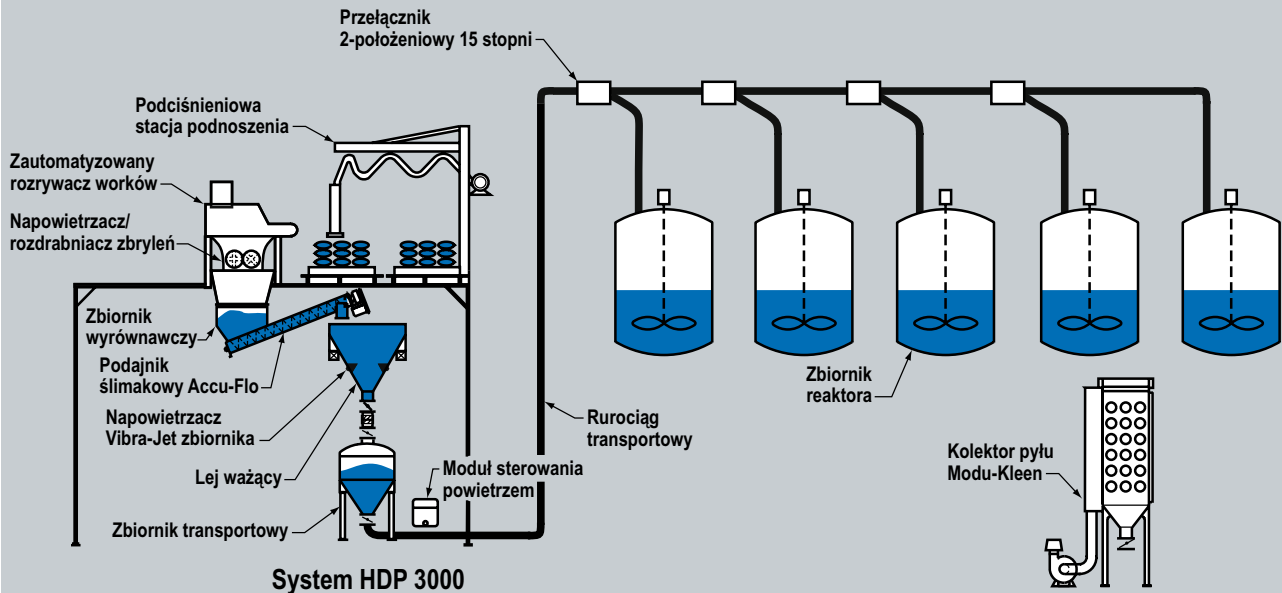 Przełącznik
2-położeniowy 15 stopni
Podciśnieniowa
stacja podnoszenia
Zautomatyzowany
rozrywacz worków
Napowietrzacz/
rozdrabniacz zbryleń
Zbiornik
wyrównawczy
Podajnik
ślimakowy Accu-Flo
Napowietrzacz
Vibra-Jet zbiornika
Lej ważący
Zbiornik transportowy
Moduł sterowania
powietrzem
Rurociąg
transportowy
Zbiornik
reaktora
Kolektor pyłu
Modu-Kleen
System HDP 3000